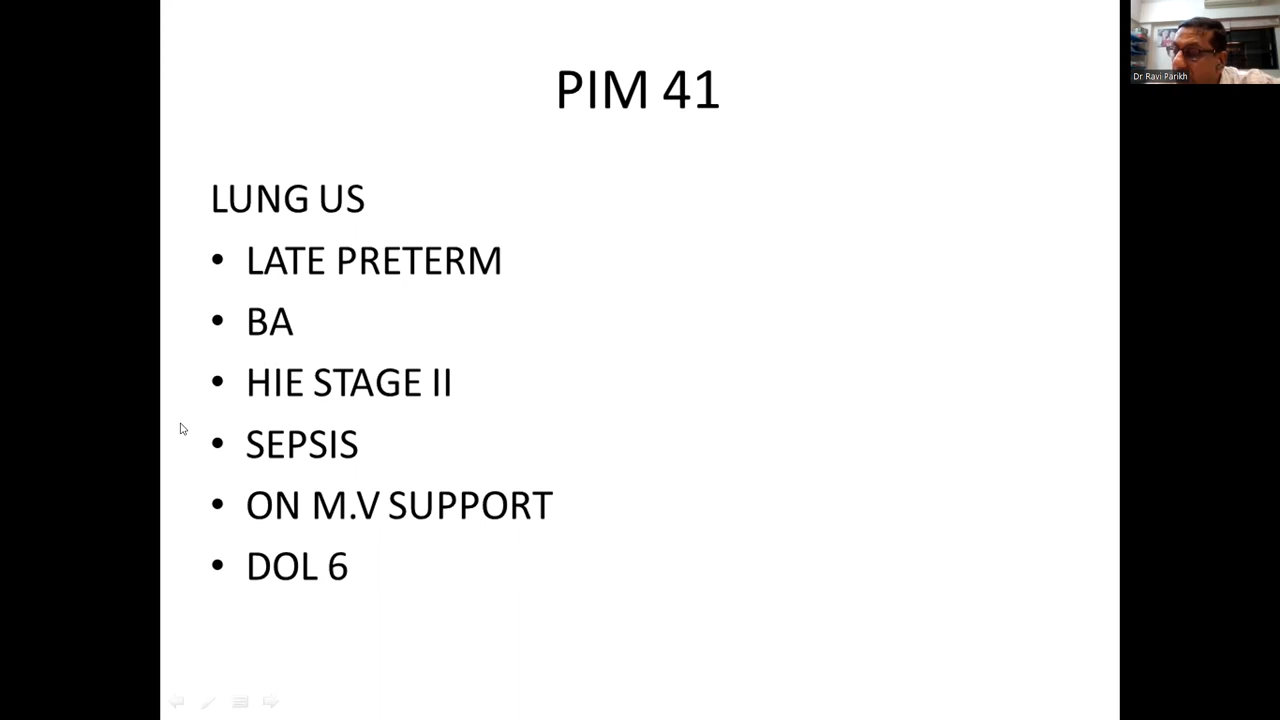 PIM 41
Dr Ravi Parikh
LUNG US
• LATE PRETERM
• BA
• HIE STAGE II
• SEPSIS
• ON M.V SUPPORT
• DOL 6